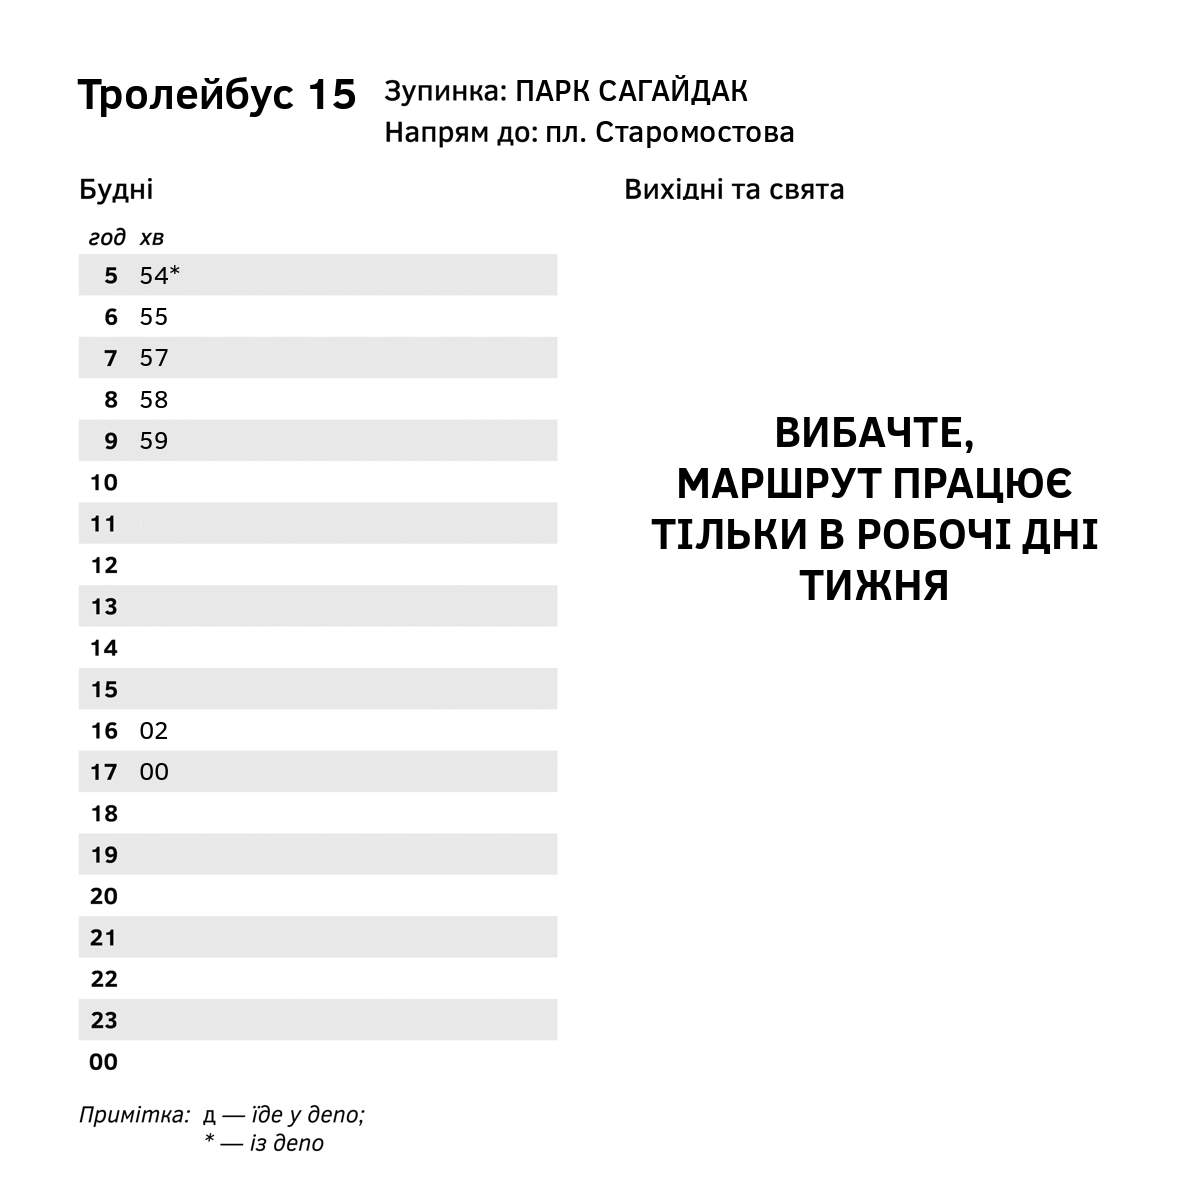 Тролейбус 15
Зупинка: ПАРК САГАЙДАК
Напрям до: пл. Старомостова
Будні
год хв
5 54*
6 55
7 57
8 58
9 59
10
11
12
13
14
15
16 02
17 00
18
19
20
21
22
23
00
Примітка: д — їде у депо;
* — із депо
Вихідні та свята
ВИБАЧТЕ,
МАРШРУТ ПРАЦЮЄ
ТІЛЬКИ В РОБОЧІ ДНІ
ТИЖНЯ